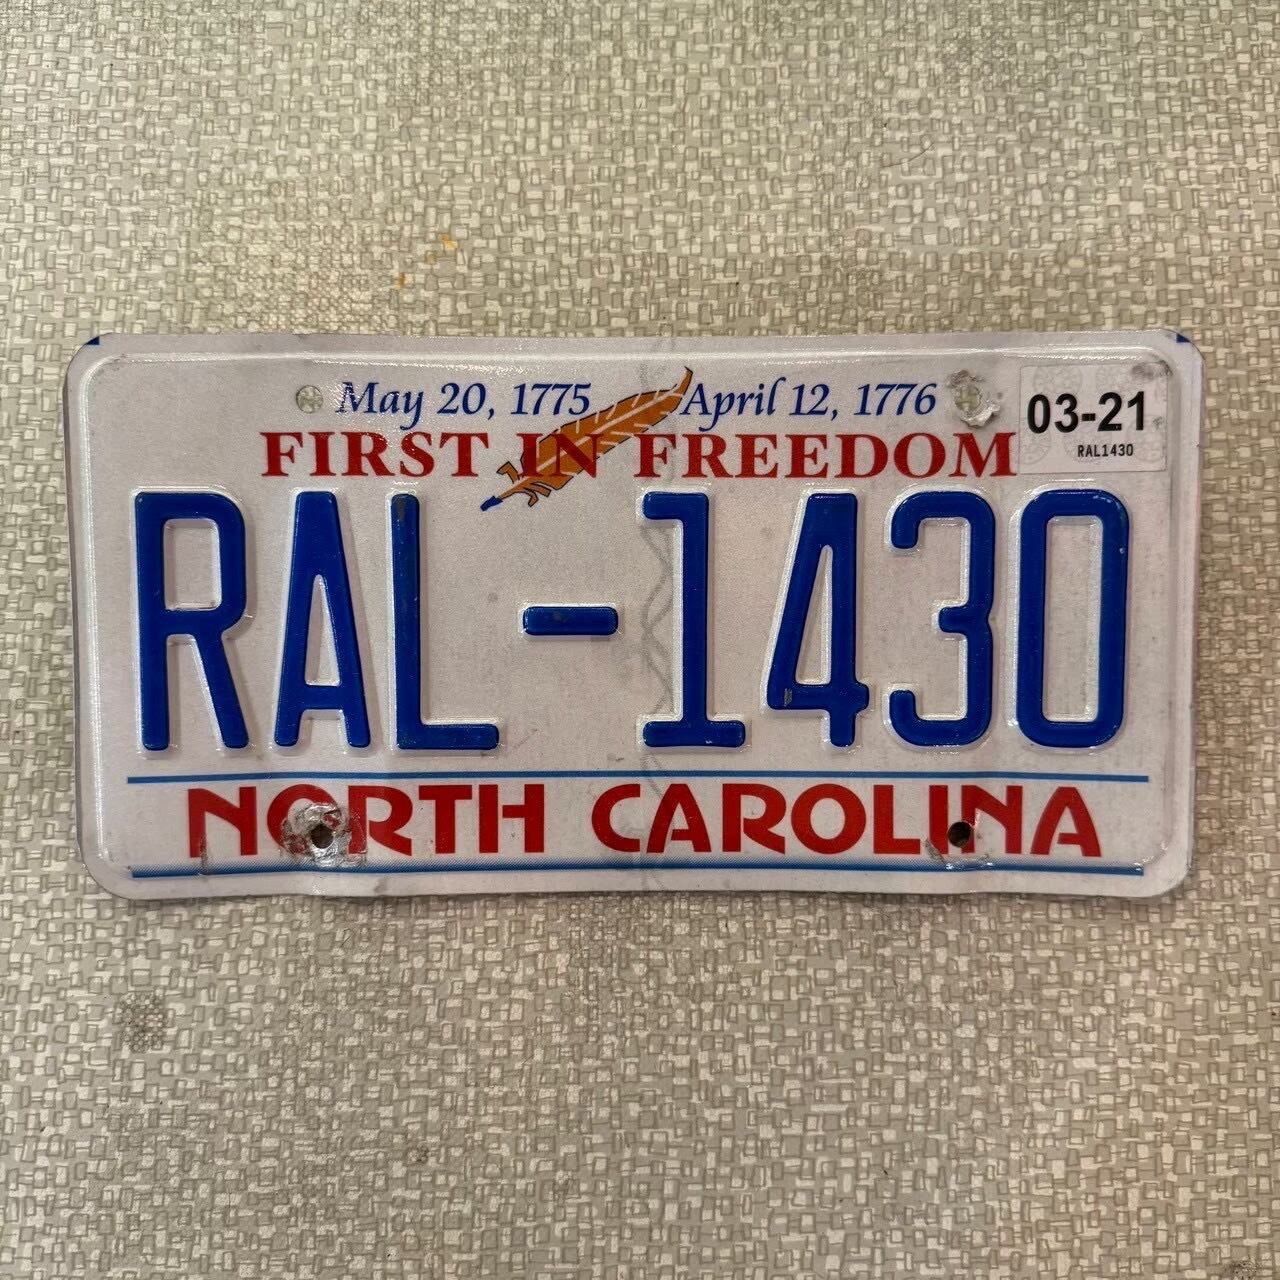 May 20, 1775 April 12, 1776
FIRST IN FREEDOM
03-21
RAL1430
RAL-1430
NORTH CAROLINA